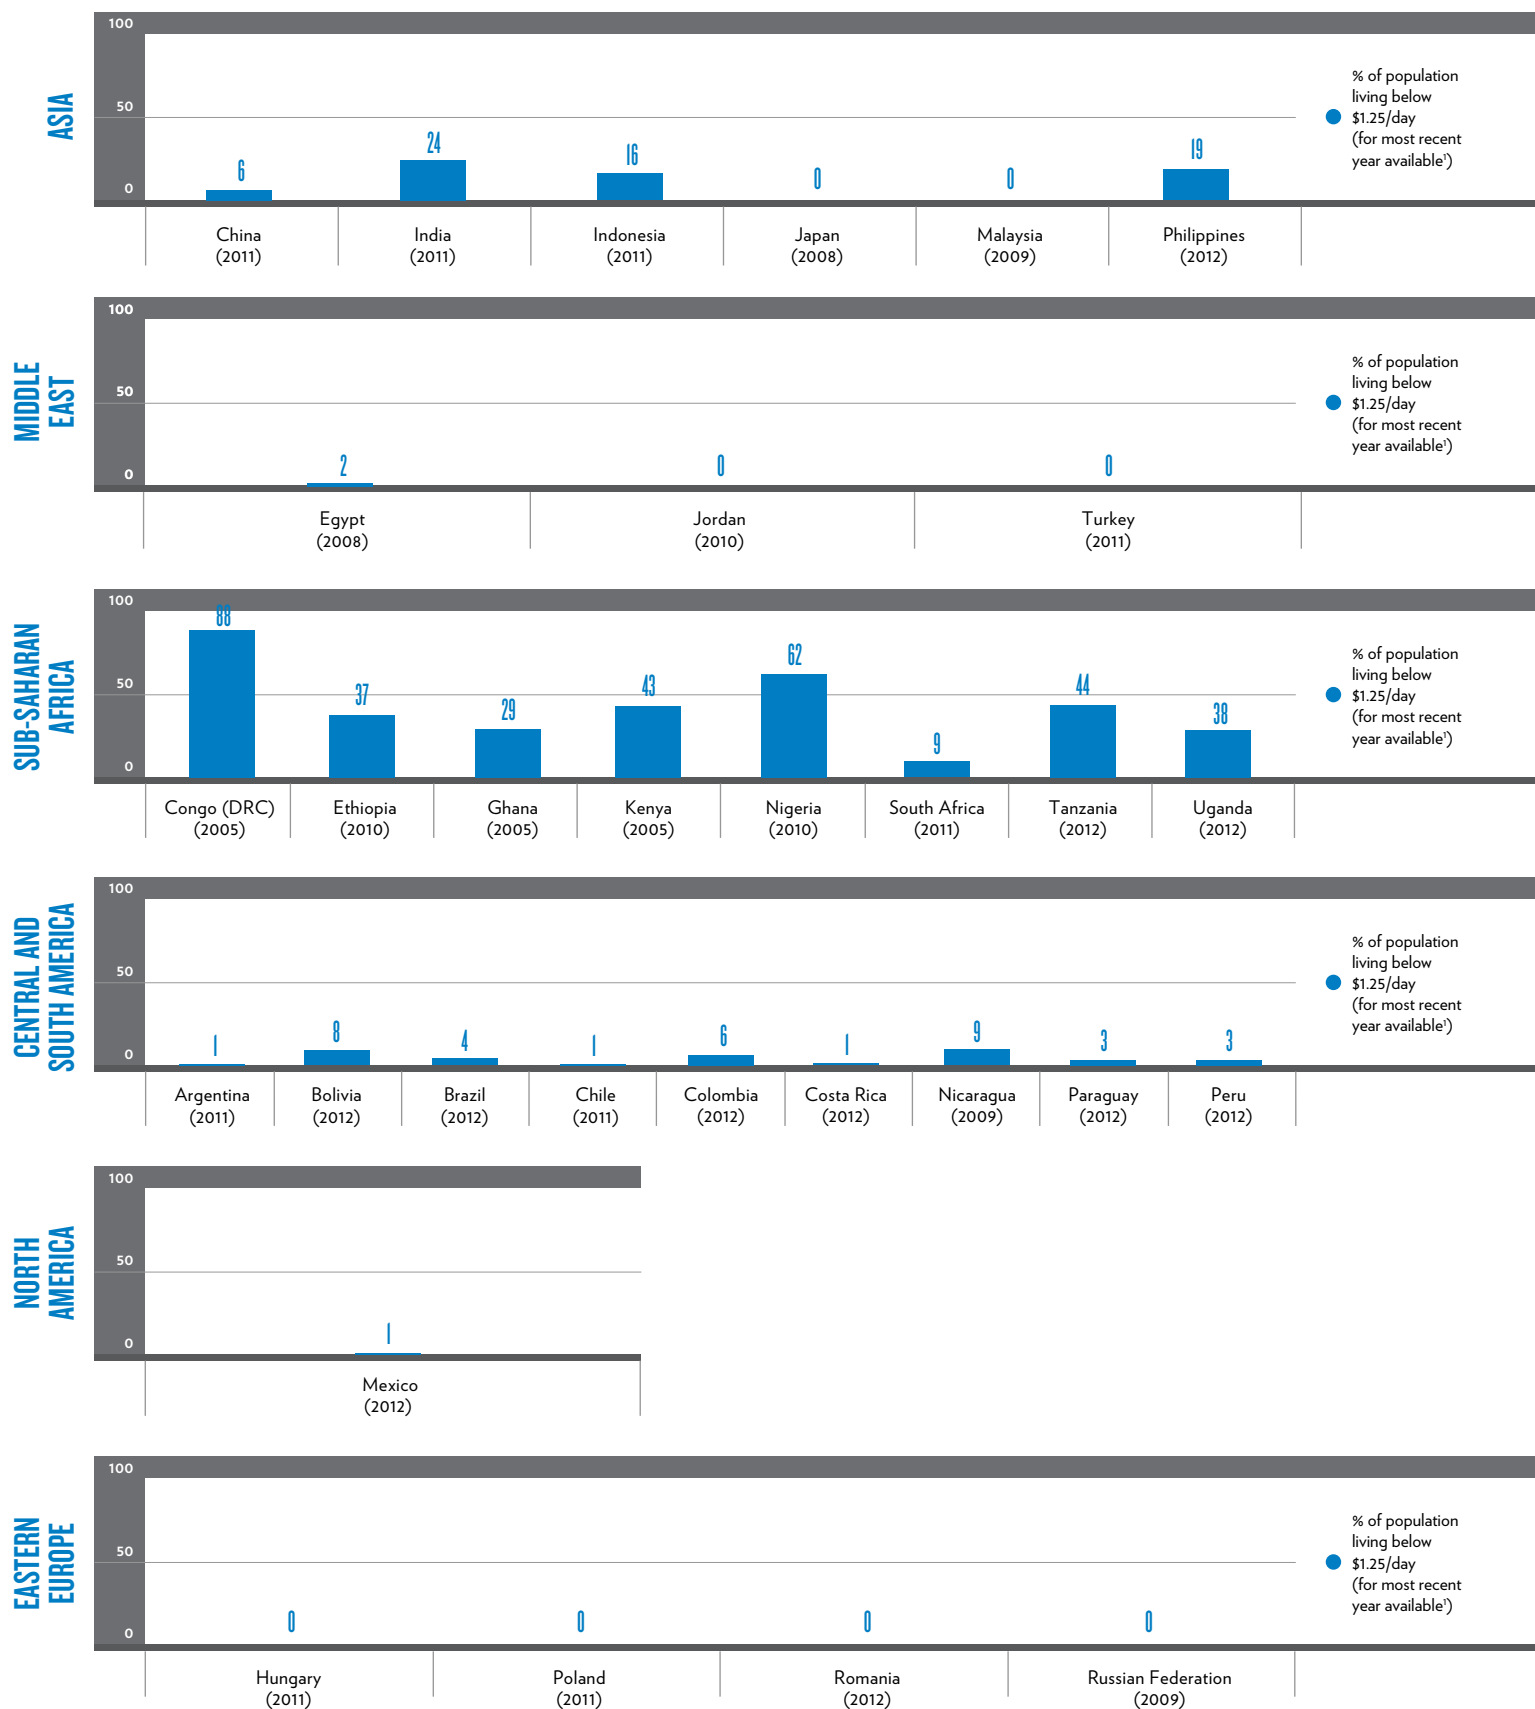 ASIA
100
50
0
6
24
16
0
0
19
China
(2011)
India
(2011)
Indonesia
(2011)
Japan
(2008)
Malaysia
(2009)
Philippines
(2012)
% of population
living below
$1.25/day
(for most recent
year available¹)
MIDDLE
EAST
100
50
0
2
0
0
Egypt
(2008)
Jordan
(2010)
Turkey
(2011)
% of population
living below
$1.25/day
(for most recent
year available¹)
SUB-SAHARAN
AFRICA
100
50
0
88
37
29
43
62
9
44
38
Congo (DRC)
(2005)
Ethiopia
(2010)
Ghana
(2005)
Kenya
(2005)
Nigeria
(2010)
South Africa
(2011)
Tanzania
(2012)
Uganda
(2012)
% of population
living below
$1.25/day
(for most recent
year available¹)
CENTRAL AND
SOUTH AMERICA
100
50
0
1
8
4
1
6
1
9
3
3
Argentina
(2011)
Bolivia
(2012)
Brazil
(2012)
Chile
(2011)
Colombia
(2012)
Costa Rica
(2012)
Nicaragua
(2009)
Paraguay
(2012)
Peru
(2012)
% of population
living below
$1.25/day
(for most recent
year available¹)
NORTH
AMERICA
100
50
0
1
Mexico
(2012)
EASTERN
EUROPE
100
50
0
0
0
0
0
Hungary
(2011)
Poland
(2011)
Romania
(2012)
Russian Federation
(2009)
% of population
living below
$1.25/day
(for most recent
year available¹)